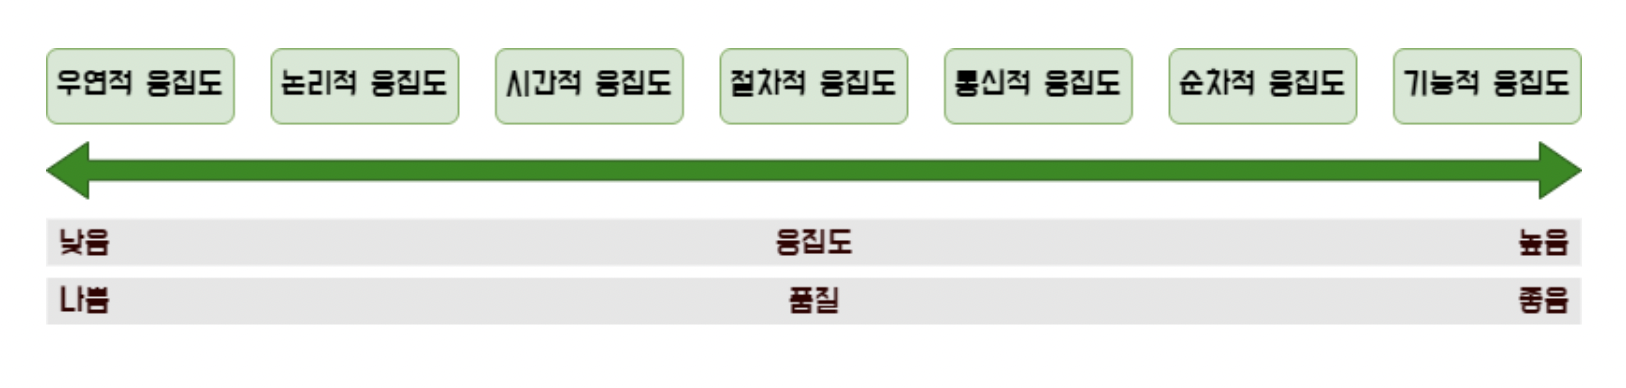 우연적 응집도 논리적 응집도 시간적 응집도 절차적 응집도 통신적 응집도 순차적 응집도 기능적 응집도
낮음 응집도 높음
나쁨 품질 좋음